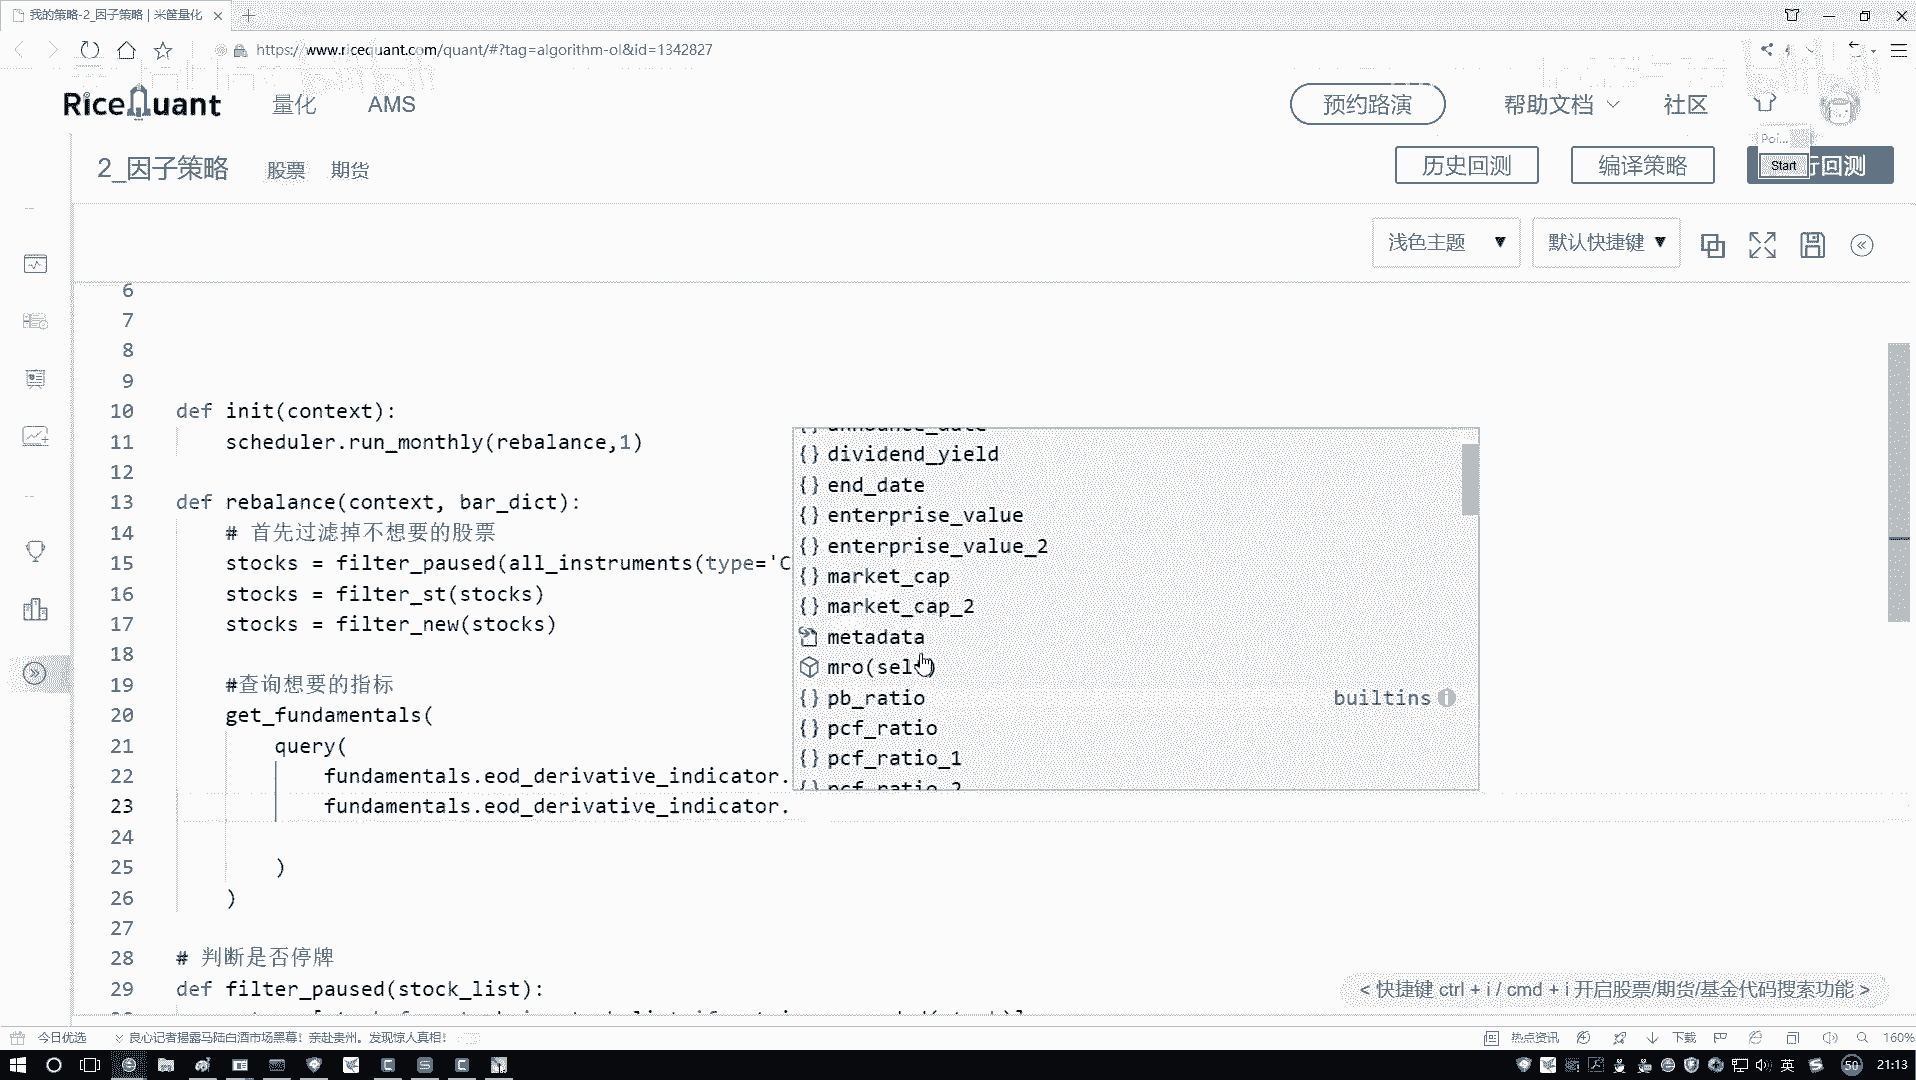 我的策略-2_因子策略 | 米筐量化
https://www.ricequant.com/quant/#?tag=algorithm-ol&id=1342827
RiceQuant
量化
AMS
预约路演
帮助文档
社区
Poi...
2_因子策略
股票
期货
历史回测
编译策略
Start
行回测
浅色主题
默认快捷键
6
7
8
9
10 def init(context):
11 scheduler.run_monthly(rebalance,1)
12
13 def rebalance(context, bar_dict):
14 # 首先过滤掉不想要的股票
15 stocks = filter_paused(all_instruments(type='C
16 stocks = filter_st(stocks)
17 stocks = filter_new(stocks)
18
19 #查询想要的指标
20 get_fundamentals(
21 query(
22 fundamentals.eod_derivative_indicator.
23 fundamentals.eod_derivative_indicator.
24
25 )
26 )
27
28 # 判断是否停牌
29 def filter_paused(stock_list):
{} announce_date
{} dividend_yield
{} end_date
{} enterprise_value
{} enterprise_value_2
{} market_cap
{} market_cap_2
metadata
mro(self)
{} pb_ratio builtins
{} pcf_ratio
{} pcf_ratio_1
{} pcf_ratio_2
< 快捷键 ctrl + i / cmd + i 开启股票/期货/基金代码搜索功能 >
今日优选
良心记者揭露马陆白酒市场黑幕！亲赴贵州。发现惊人真相！
热点资讯
下载
160%
英
50
21:13